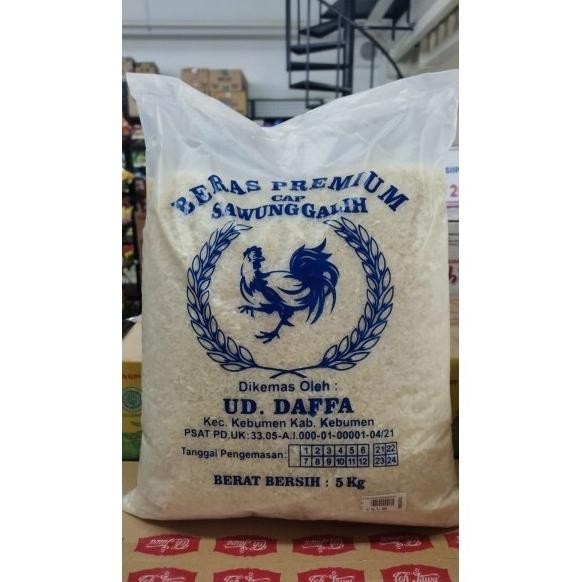 BERAS PREMIUM
CAP
SAWUNGGALIH
Dikemas Oleh :
UD. DAFFA
Kec. Kebumen Kab. Kebumen
PSAT PD.UK:33.05-A.I.000-01-00001-04/21
Tanggal Pengemasan:
1 2 3 4 5 6 21 22
7 8 9 10 11 12 23 24
BERAT BERSIH : 5 Kg